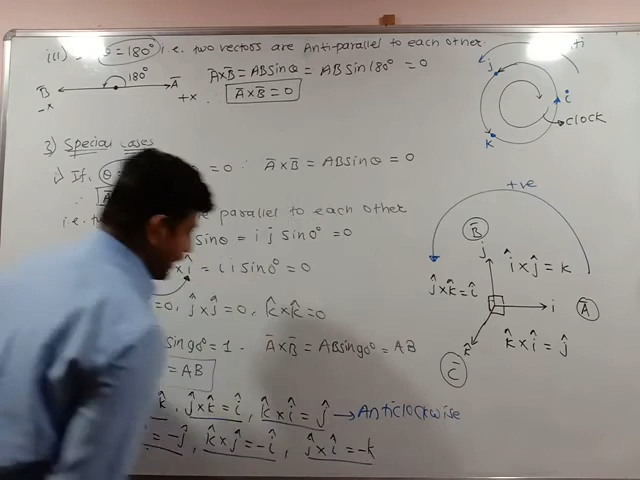 iii) θ = 180° i.e. two vectors are Anti-parallel to each other.
180°
B̄ Ā
-x +x
Ā×B̄ = ABsinθ = ABsin180° = 0
∴ Ā×B̄ = 0
3) Special cases
i) If, θ = 0 ∴ Ā×B̄ = ABsinθ = 0
∴ Ā
i.e. parallel to each other
sinθ = i j sin0° = 0
î = i i sin0° = 0
= 0, ĵ×ĵ = 0, k̂×k̂ = 0
sin90° = 1 . Ā×B̄ = ABsin90° = AB
= AB
k̂, ĵ×k̂ = î, k̂×î = ĵ → Anticlockwise
î = -ĵ, k̂×ĵ = -î, ĵ×î = -k
ti
j
i
k
clock
+ve
B̄
j
î×ĵ = k
ĵ×k̂ = î
i Ā
k̂
k̂×î = ĵ
C̄